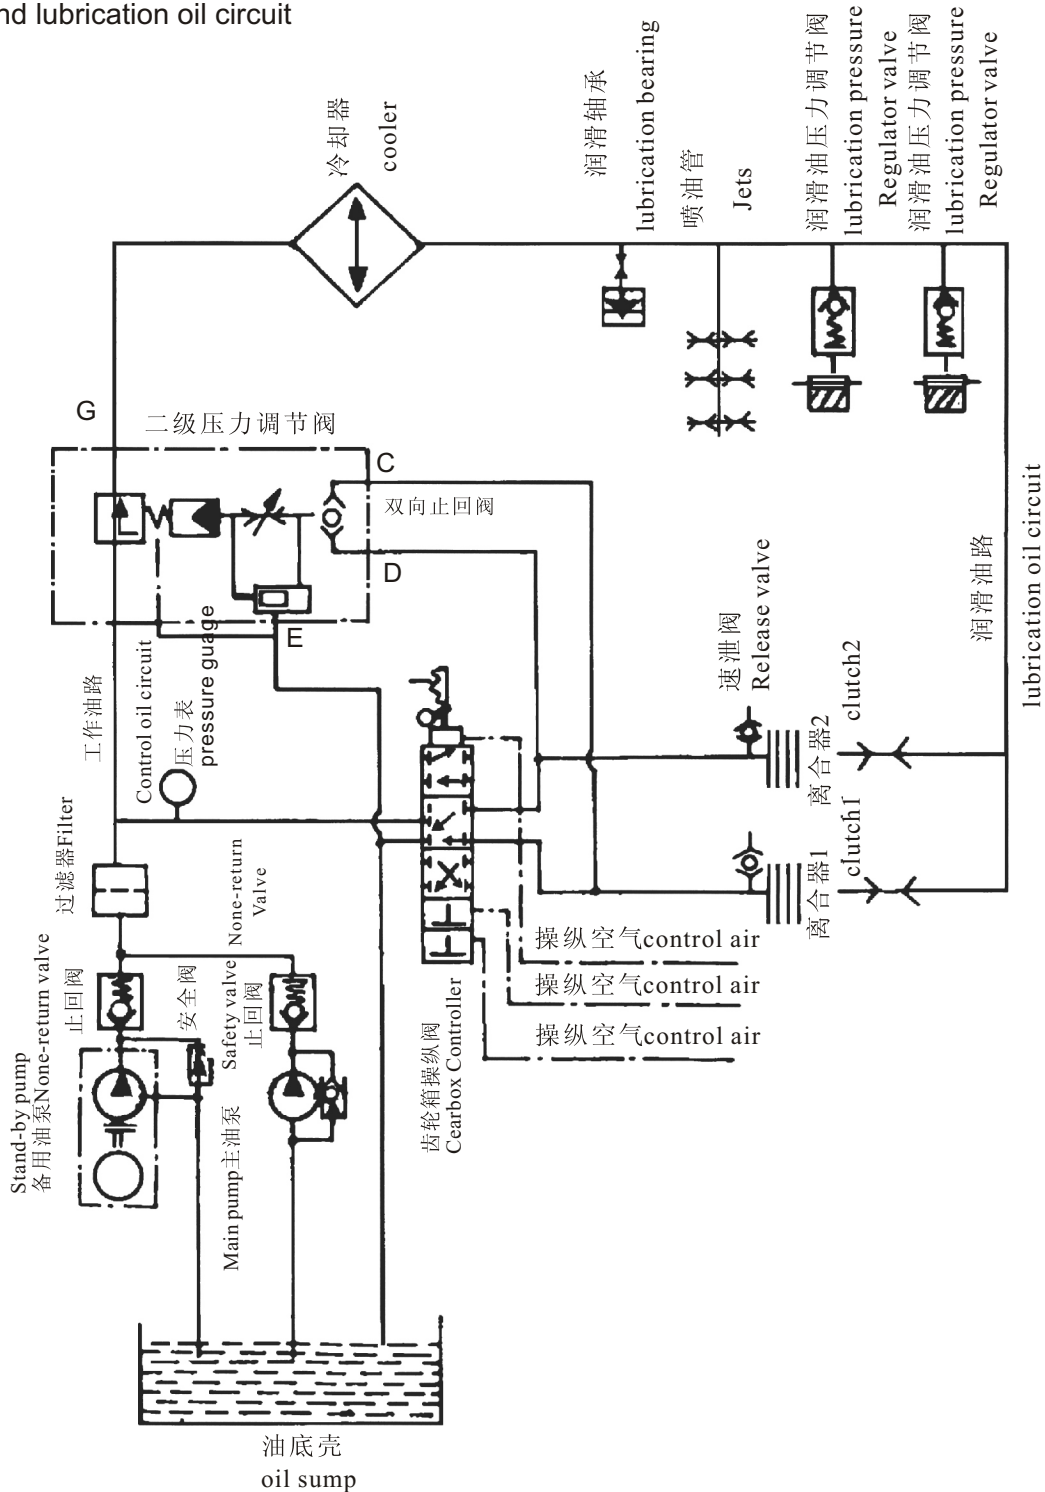 nd lubrication oil circuit
冷却器
cooler
润滑轴承
lubrication bearing
喷油管
Jets
润滑油压力调节阀
lubrication pressure
Regulator valve
润滑油压力调节阀
lubrication pressure
Regulator valve
G
二级压力调节阀
C
双向止回阀
D
E
工作油路
Control oil circuit
压力表
pressure guage
速泄阀
Release valve
润滑油路
lubrication oil circuit
离合器2
clutch2
离合器1
clutch1
过滤器Filter
None-return
Valve
Stand-by pump
备用油泵None-return valve
止回阀
安全阀
Safety valve
止回阀
Main pump主油泵
齿轮箱操纵阀
Cearbox Controller
操纵空气control air
操纵空气control air
操纵空气control air
油底壳
oil sump